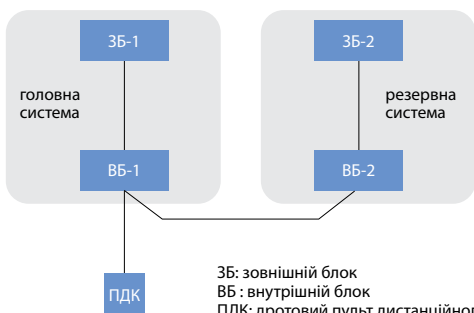 ЗБ-1
ЗБ-2
головна
система
резервна
система
ВБ-1
ВБ-2
ПДК
ЗБ: зовнішній блок
ВБ : внутрішній блок
ПДК: дротовий пульт